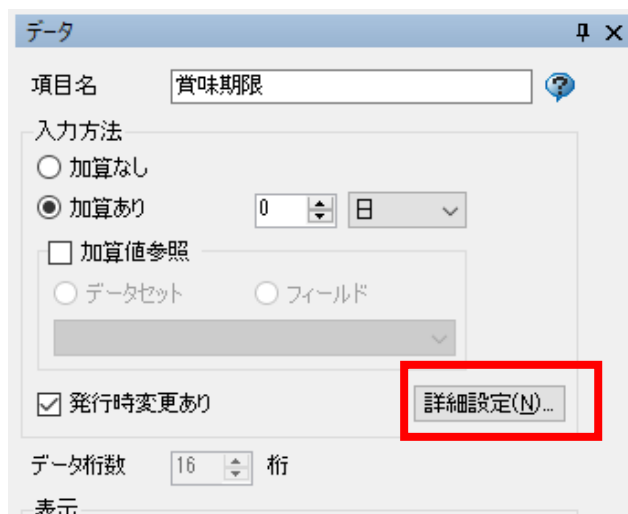 データ
項目名 賞味期限
入力方法
加算なし
加算あり 0 日
加算値参照
データセット フィールド
発行時変更あり 詳細設定(N)...
データ桁数 16 桁
表示